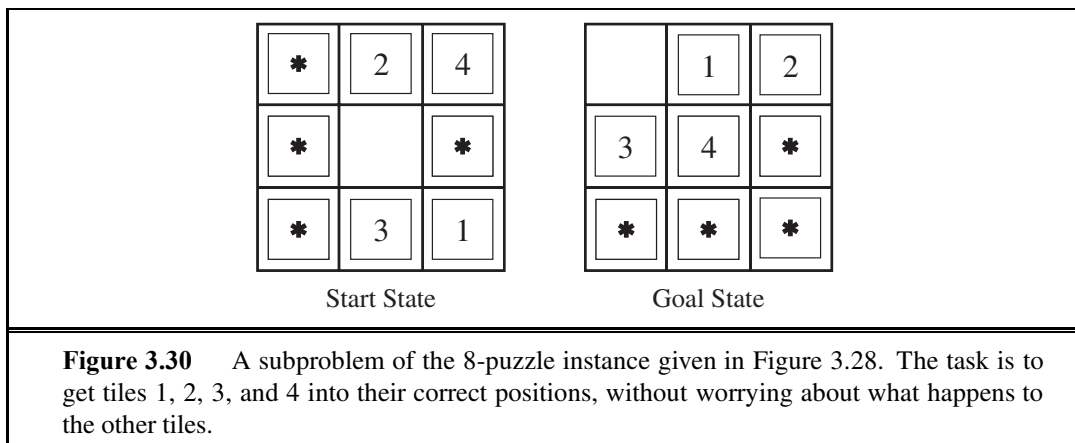 * 2 4
* *
* 3 1
Start State
1 2
3 4 *
* * *
Goal State
Figure 3.30 A subproblem of the 8-puzzle instance given in Figure 3.28. The task is to
get tiles 1, 2, 3, and 4 into their correct positions, without worrying about what happens to
the other tiles.